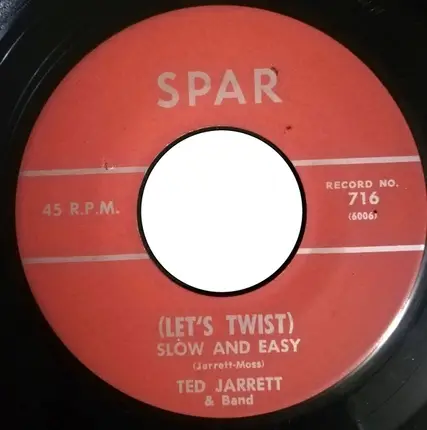 SPAR
45 R.P.M.
RECORD NO.
716
(6006)
(LET'S TWIST)
SLOW AND EASY
(Jarrett-Moss)
TED JARRETT
& Band